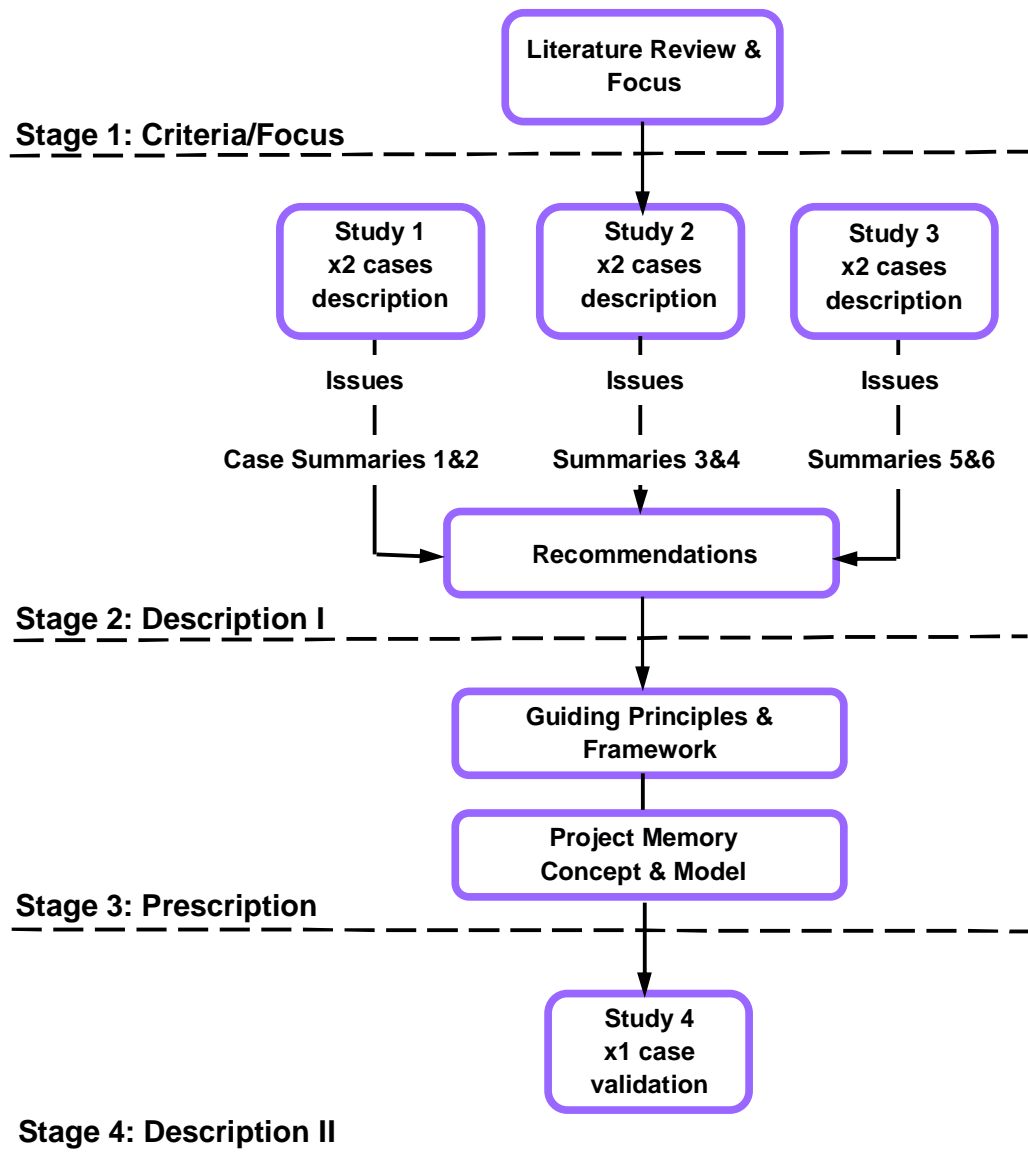 Literature Review &
Focus
Stage 1: Criteria/Focus
Study 1
x2 cases
description
Study 2
x2 cases
description
Study 3
x2 cases
description
Issues
Issues
Issues
Case Summaries 1&2
Summaries 3&4
Summaries 5&6
Recommendations
Stage 2: Description I
Guiding Principles &
Framework
Project Memory
Concept & Model
Stage 3: Prescription
Study 4
x1 case
validation
Stage 4: Description II